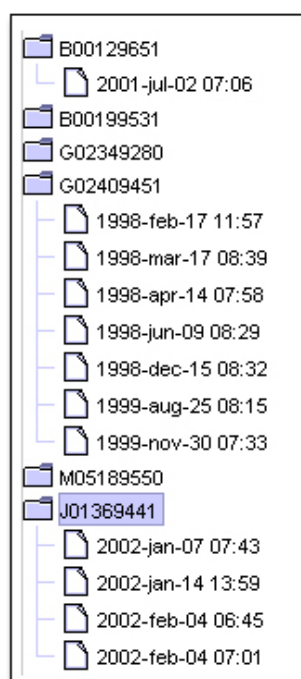 B00129651
2001-jul-02 07:06
B00199531
G02349280
G02409451
1998-feb-17 11:57
1998-mar-17 08:39
1998-apr-14 07:58
1998-jun-09 08:29
1998-dec-15 08:32
1999-aug-25 08:15
1999-nov-30 07:33
M05189550
J01369441
2002-jan-07 07:43
2002-jan-14 13:59
2002-feb-04 06:45
2002-feb-04 07:01